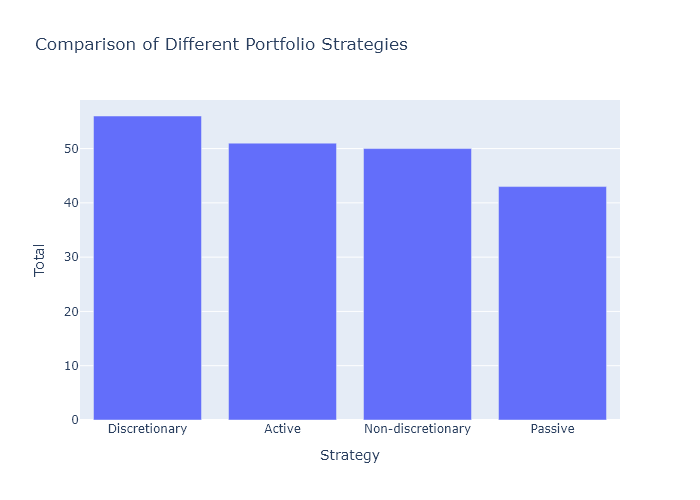 Comparison of Different Portfolio Strategies
Total
50
40
30
20
10
0
Discretionary
Active
Non-discretionary
Passive
Strategy